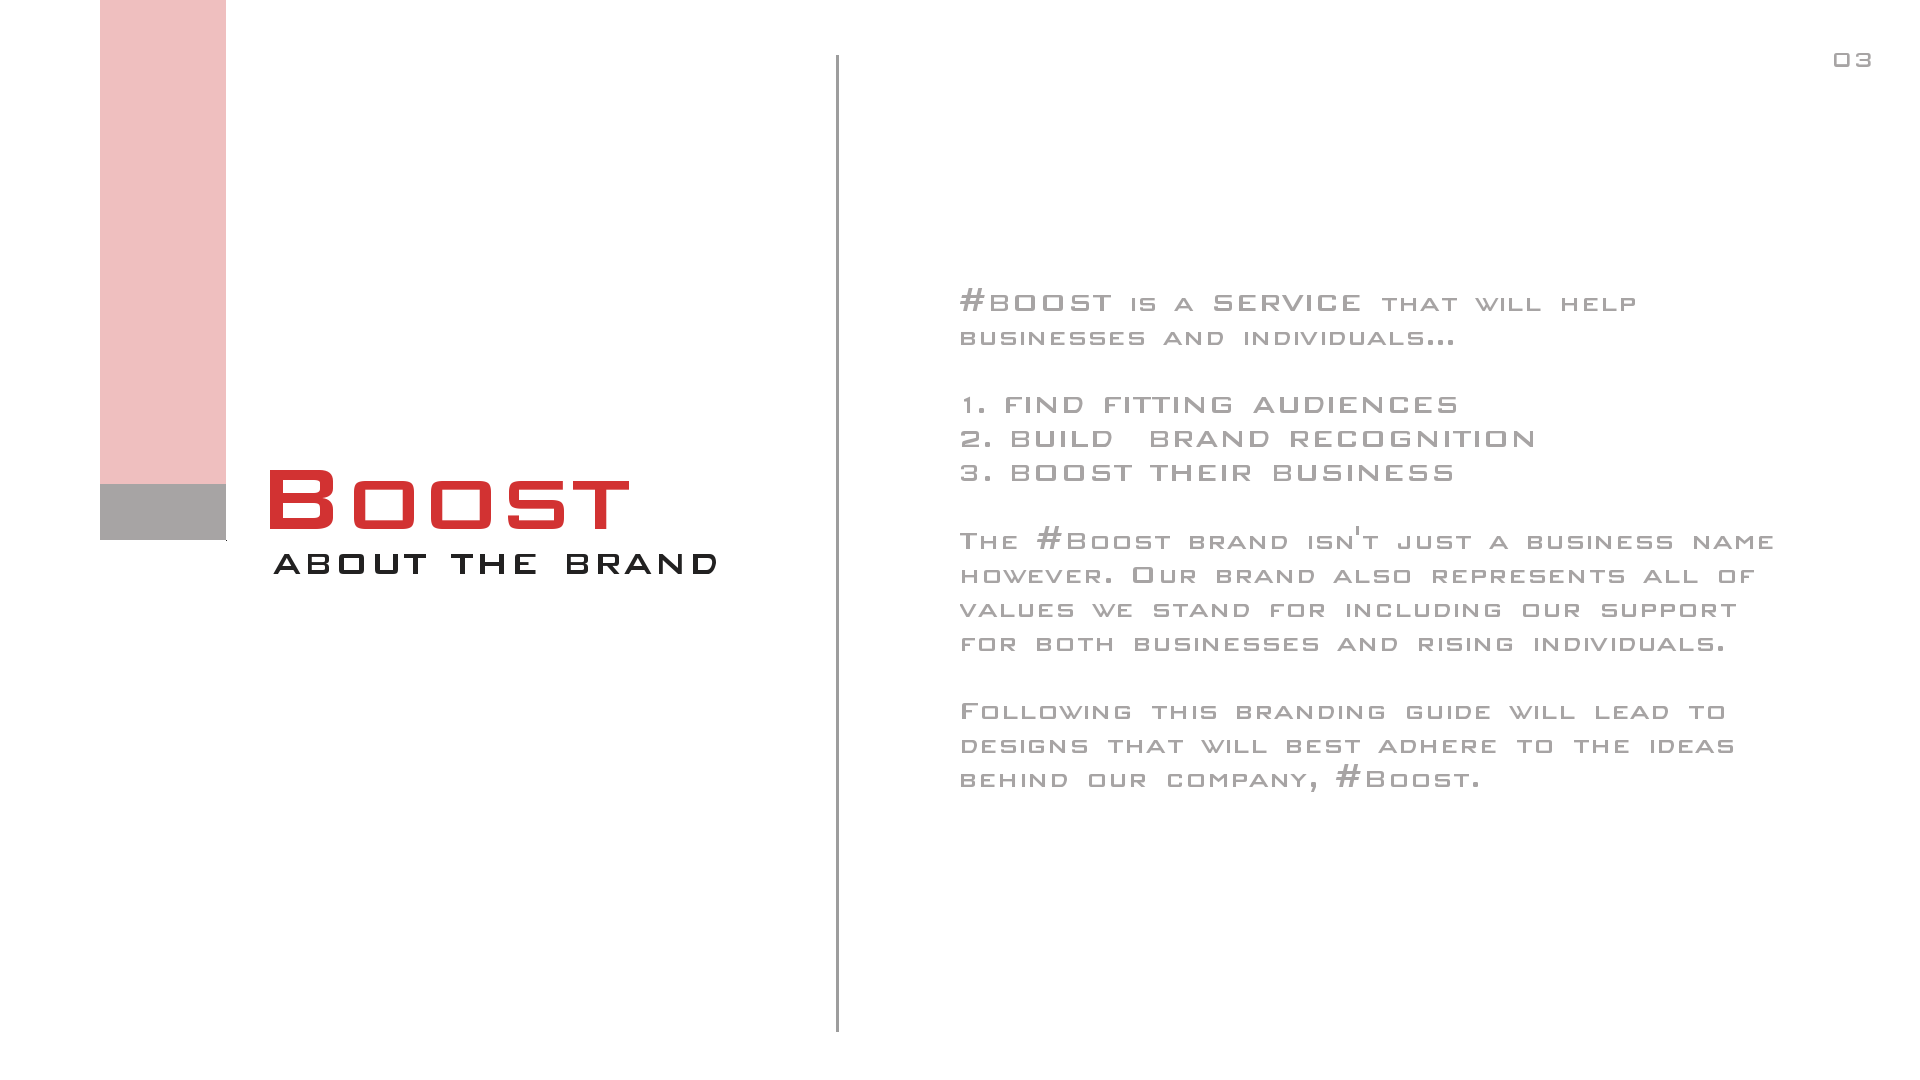 03
Boost
about the brand
#BOOST is a SERVICE that will help
businesses and individuals...
1. FIND FITTING AUDIENCES
2. BUILD  BRAND RECOGNITION
3. BOOST THEIR BUSINESS
The #Boost brand isn't just a business name
however. Our brand also represents all of
values we stand for including our support
for both businesses and rising individuals.
Following this branding guide will lead to
designs that will best adhere to the ideas
behind our company, #Boost.